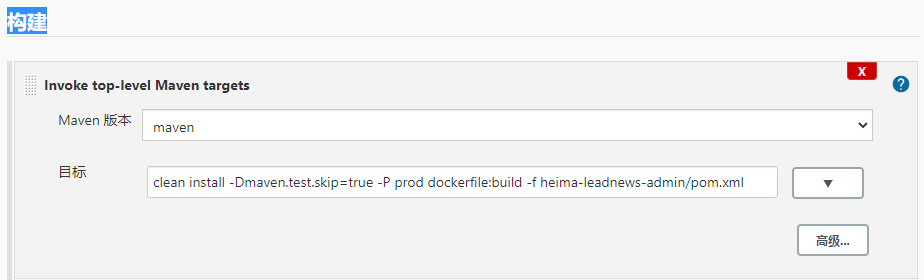 构建
X
Invoke top-level Maven targets
Maven 版本
maven
目标
clean install -Dmaven.test.skip=true -P prod dockerfile:build -f heima-leadnews-admin/pom.xml
▼
高级...